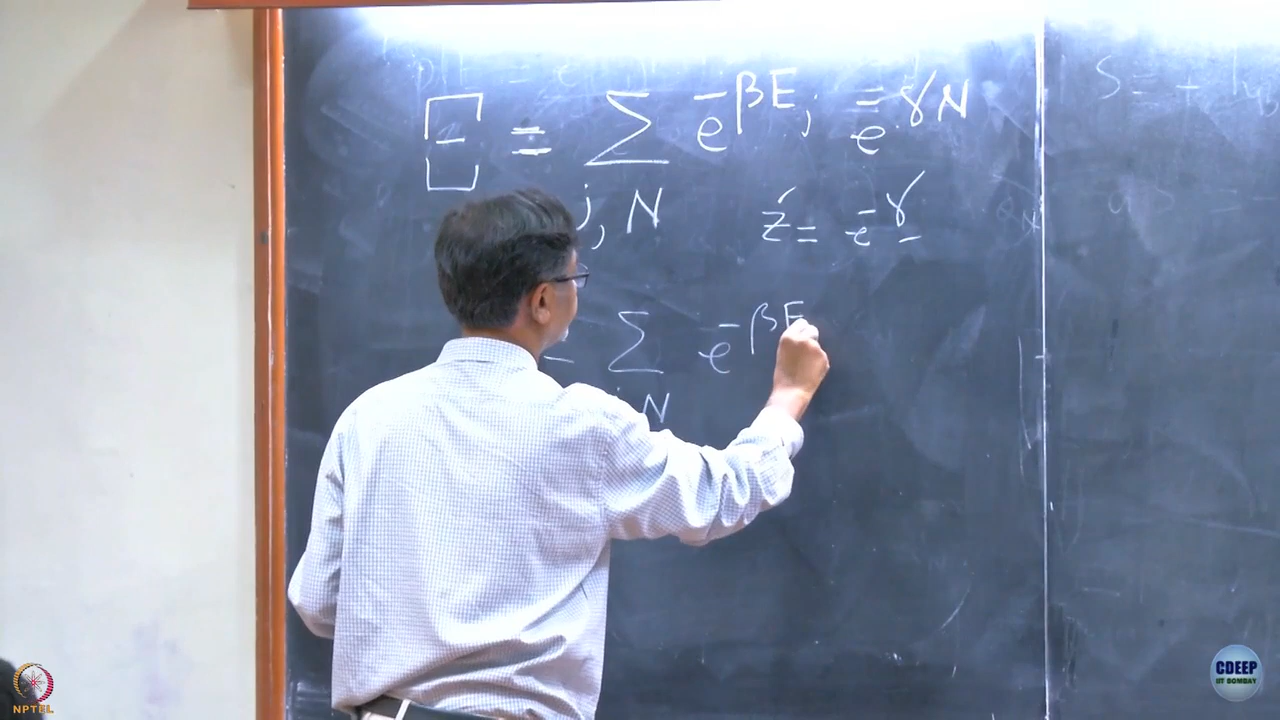 Ξ = Σ e^{-βE_j} e^{-γN}
j, N
z = e^{-γ}
= Σ e^{-βE
N
S = +
NPTEL
CDEEP
IIT BOMBAY